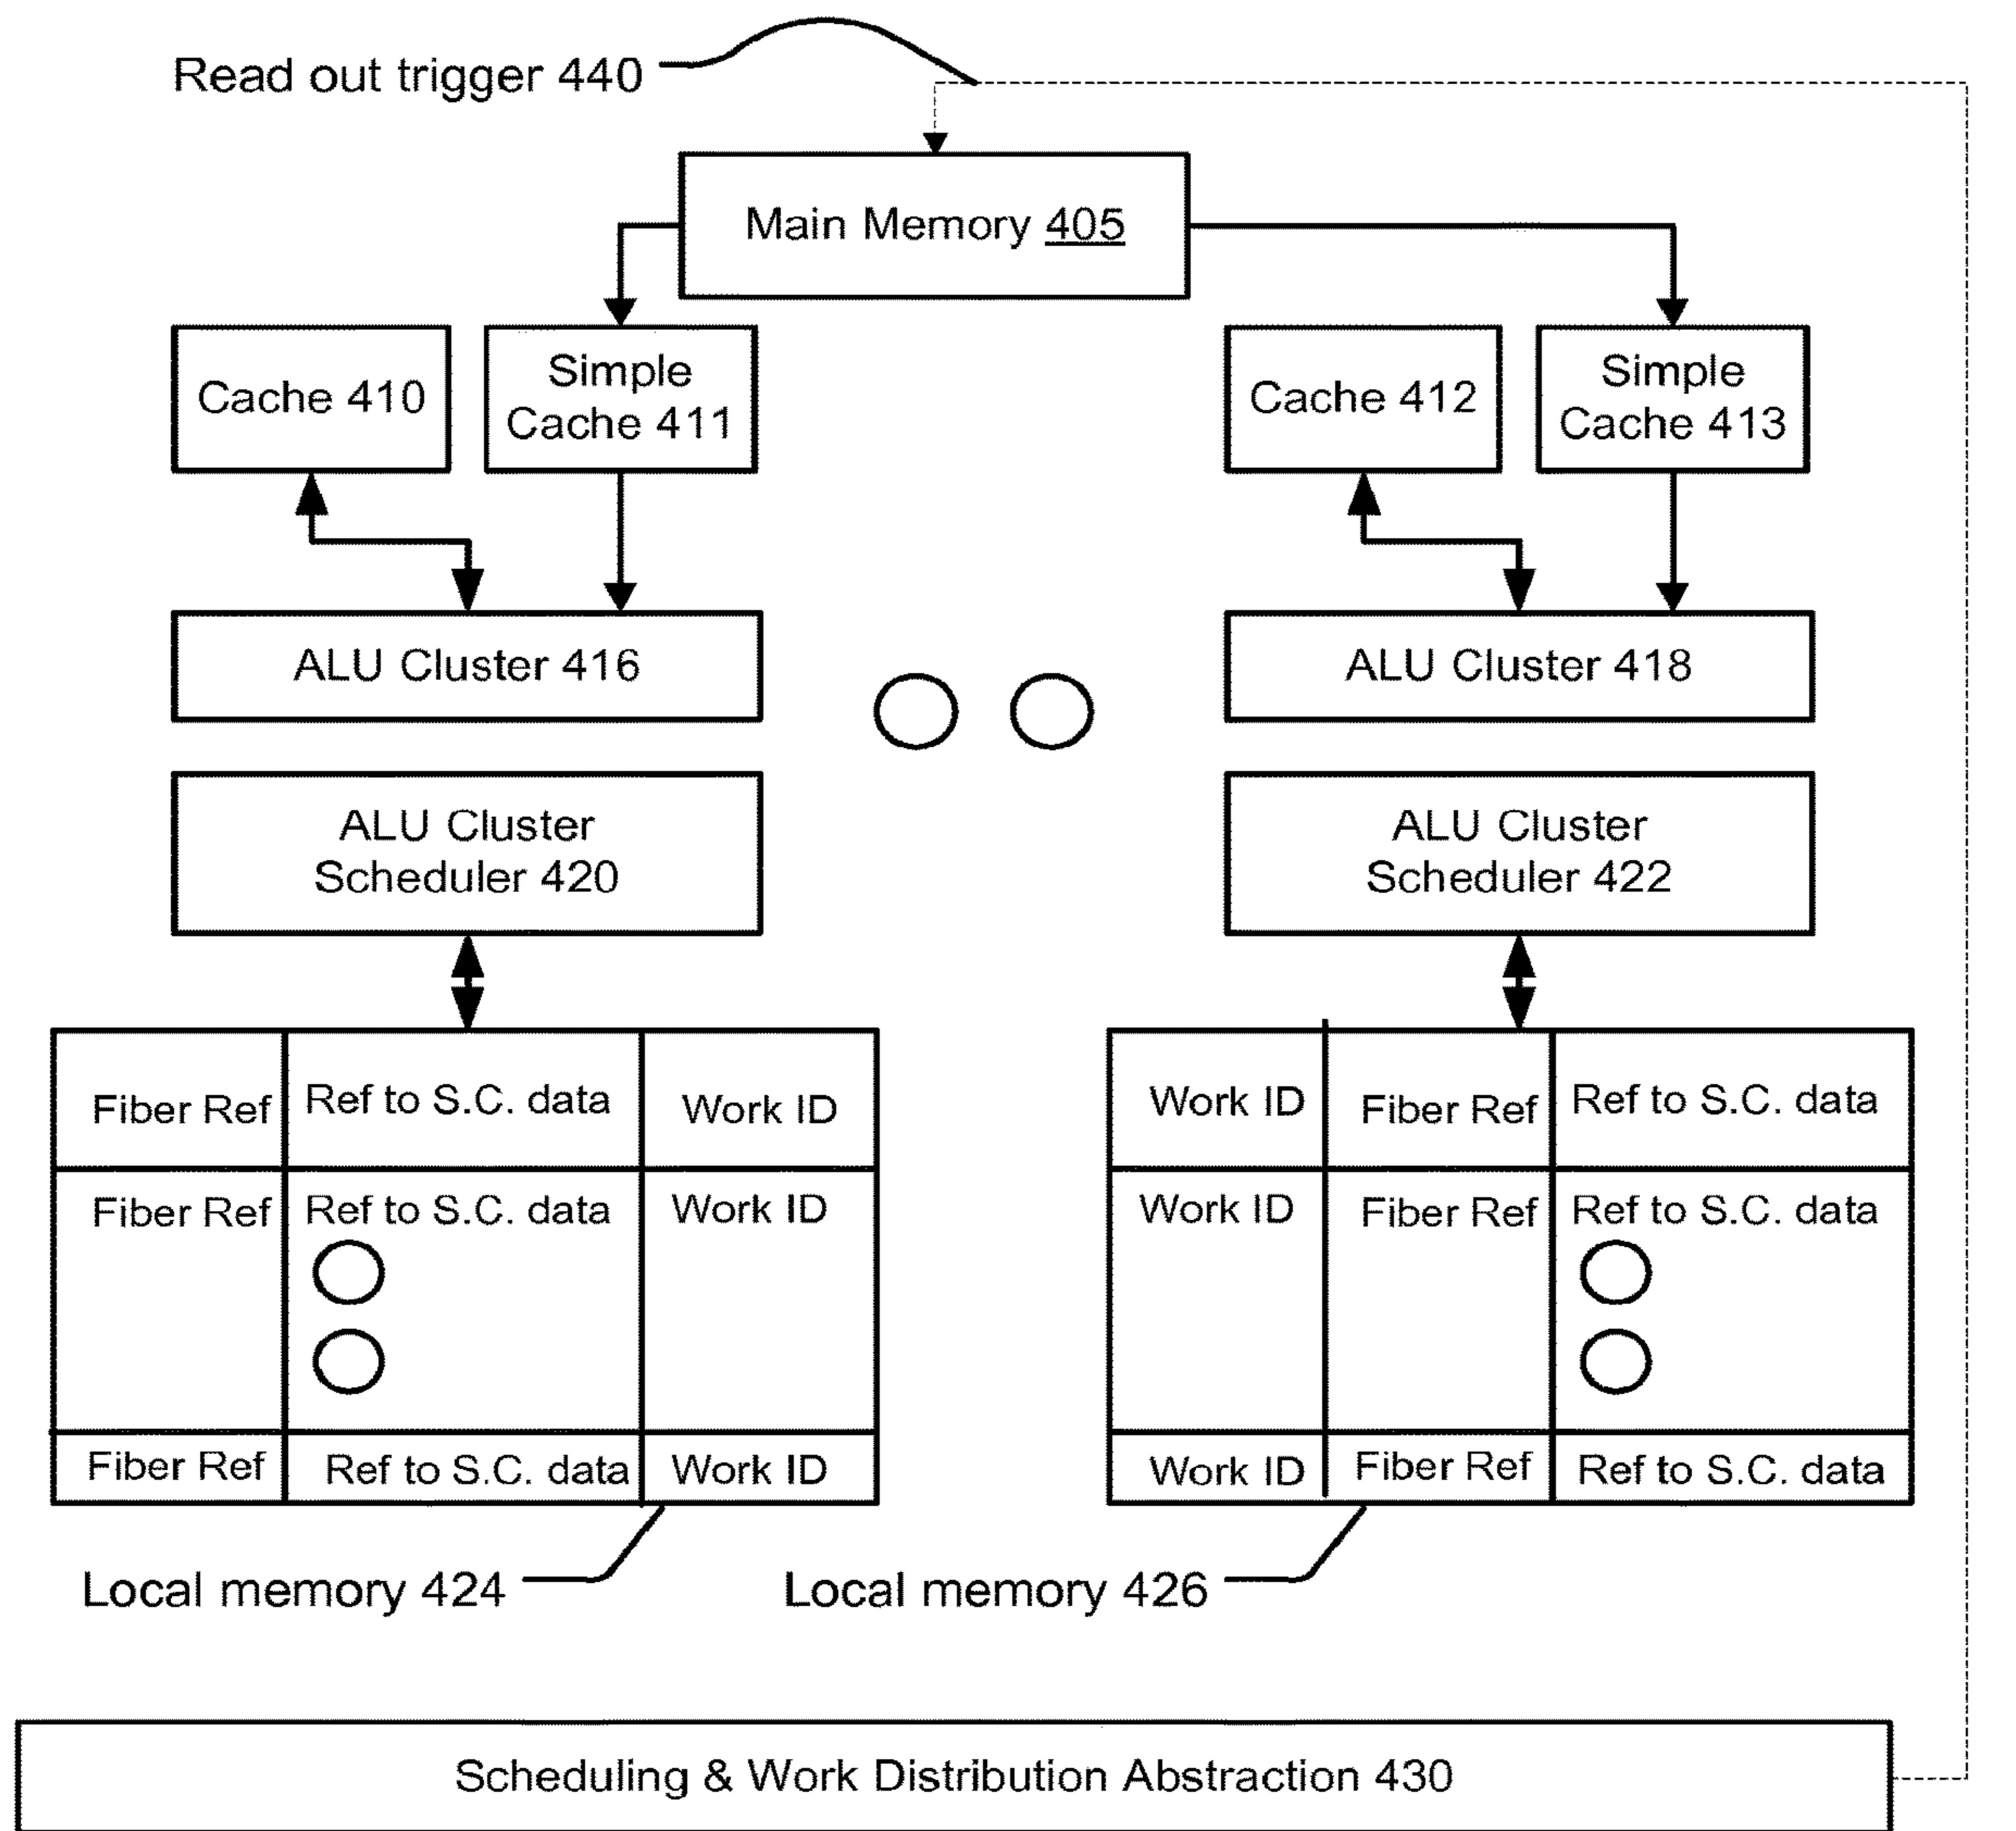 Read out trigger 440
Main Memory 405
Cache 410
Simple
Cache 411
Cache 412
Simple
Cache 413
ALU Cluster 416
ALU Cluster 418
ALU Cluster
Scheduler 420
ALU Cluster
Scheduler 422
Fiber Ref Ref to S.C. data Work ID
Fiber Ref Ref to S.C. data Work ID
Fiber Ref Ref to S.C. data Work ID
Work ID Fiber Ref Ref to S.C. data
Work ID Fiber Ref Ref to S.C. data
Work ID Fiber Ref Ref to S.C. data
Local memory 424
Local memory 426
Scheduling & Work Distribution Abstraction 430